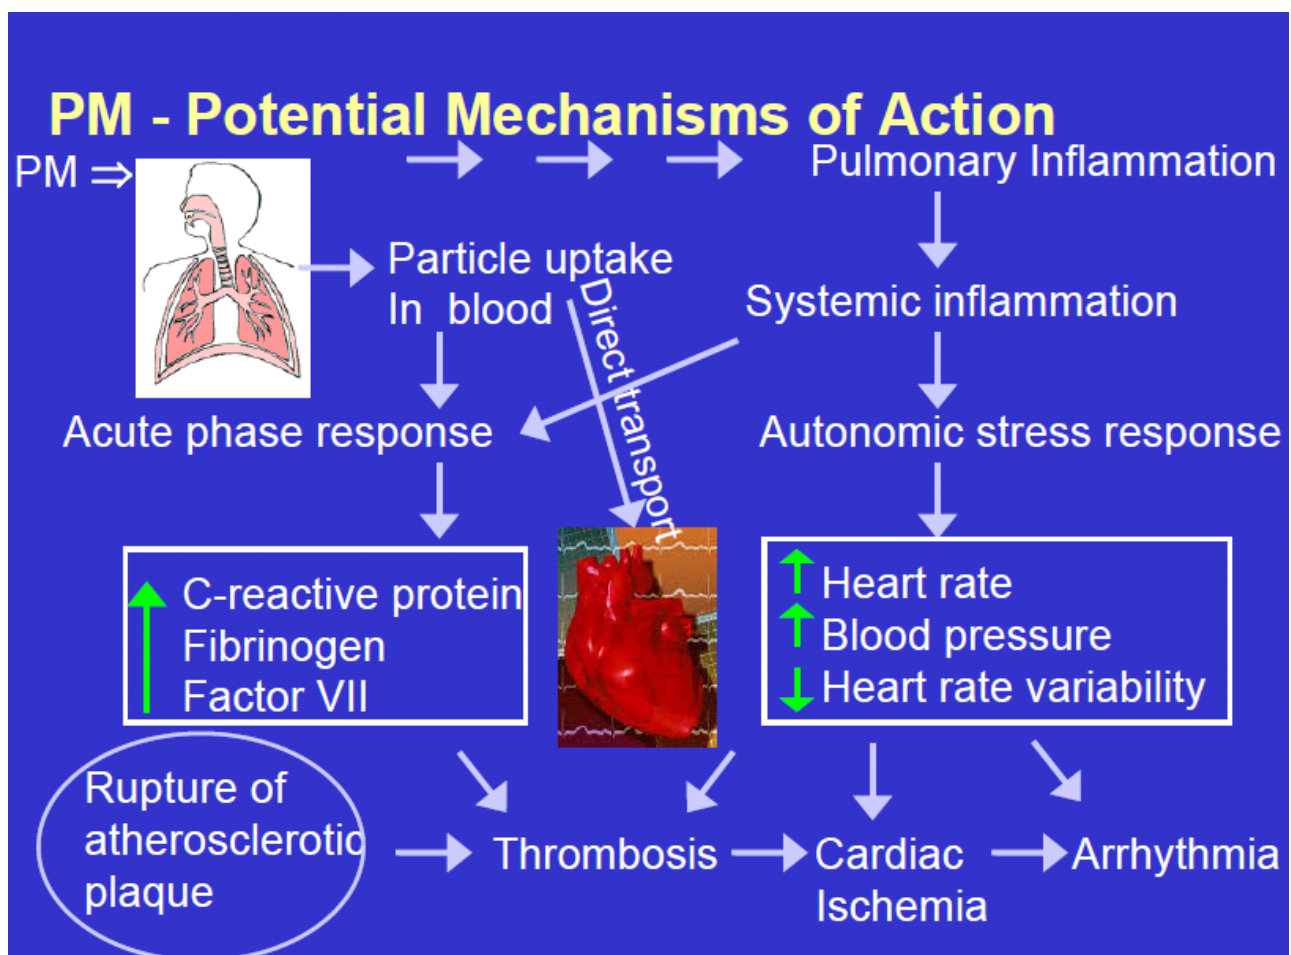 PM - Potential Mechanisms of Action
PM ⇒
Pulmonary Inflammation
Particle uptake
In blood
Direct transport
Systemic inflammation
Acute phase response
Autonomic stress response
C-reactive protein
Fibrinogen
Factor VII
Heart rate
Blood pressure
Heart rate variability
Rupture of
atherosclerotic
plaque
Thrombosis
Cardiac
Ischemia
Arrhythmia